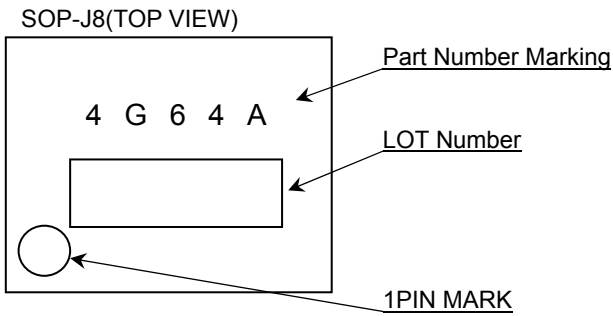 SOP-J8(TOP VIEW)
Part Number Marking
4 G 6 4 A
LOT Number
1PIN MARK